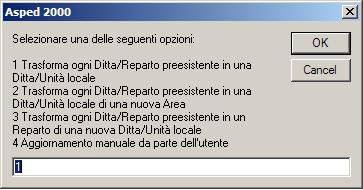 Asped 2000
Selezionare una delle seguenti opzioni:
OK
Cancel
1 Trasforma ogni Ditta/Reparto preesistente in una
Ditta/Unità locale
2 Trasforma ogni Ditta/Reparto preesistente in una
Ditta/Unità locale di una nuova Area
3 Trasforma ogni Ditta/Reparto preesistente in un
Reparto di una nuova Ditta/Unità locale
4 Aggiornamento manuale da parte dell'utente
1